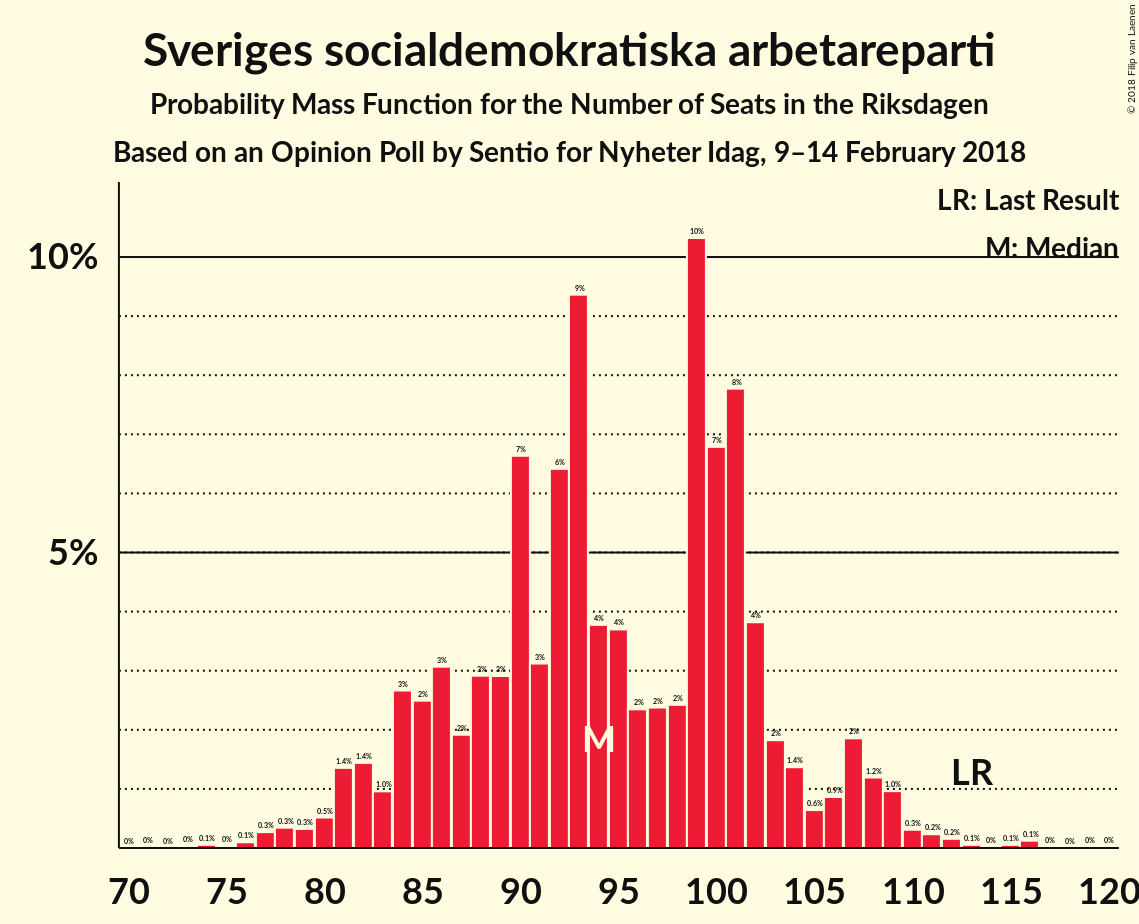 Sveriges socialdemokratiska arbetareparti
Probability Mass Function for the Number of Seats in the Riksdagen
Based on an Opinion Poll by Sentio for Nyheter Idag, 9–14 February 2018
© 2018 Filip van Laenen
LR: Last Result
M: Median
10%
5%
0% 0% 0% 0% 0.1% 0% 0.1% 0.3% 0.3% 0.3% 0.5% 1.4% 1.4% 1.0% 3% 2% 3% 2% 3% 3% 7% 3% 6% 9% 4% 4% 2% 2% 2% 10% 7% 8% 4% 2% 1.4% 0.6% 0.9% 2% 1.2% 1.0% 0.3% 0.2% 0.2% 0.1% 0% 0.1% 0.1% 0% 0% 0% 0%
M
LR
70 75 80 85 90 95 100 105 110 115 120